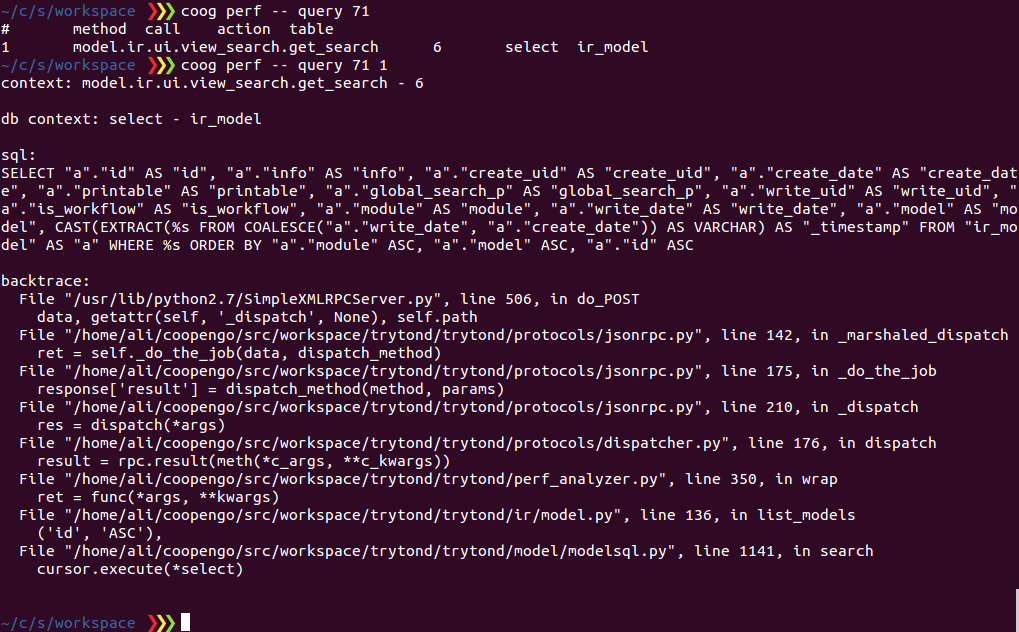 ~/c/s/workspace ❯❯❯ coog perf -- query 71
# method call action table
1 model.ir.ui.view_search.get_search 6 select ir_model
~/c/s/workspace ❯❯❯ coog perf -- query 71 1
context: model.ir.ui.view_search.get_search - 6
db context: select - ir_model
sql:
SELECT "a"."id" AS "id", "a"."info" AS "info", "a"."create_uid" AS "create_uid", "a"."create_date" AS "create_dat
e", "a"."printable" AS "printable", "a"."global_search_p" AS "global_search_p", "a"."write_uid" AS "write_uid", "
a"."is_workflow" AS "is_workflow", "a"."module" AS "module", "a"."write_date" AS "write_date", "a"."model" AS "mo
del", CAST(EXTRACT(%s FROM COALESCE("a"."write_date", "a"."create_date")) AS VARCHAR) AS "_timestamp" FROM "ir_mo
del" AS "a" WHERE %s ORDER BY "a"."module" ASC, "a"."model" ASC, "a"."id" ASC
backtrace:
File "/usr/lib/python2.7/SimpleXMLRPCServer.py", line 506, in do_POST
data, getattr(self, '_dispatch', None), self.path
File "/home/ali/coopengo/src/workspace/trytond/trytond/protocols/jsonrpc.py", line 142, in _marshaled_dispatch
ret = self._do_the_job(data, dispatch_method)
File "/home/ali/coopengo/src/workspace/trytond/trytond/protocols/jsonrpc.py", line 175, in _do_the_job
response['result'] = dispatch_method(method, params)
File "/home/ali/coopengo/src/workspace/trytond/trytond/protocols/jsonrpc.py", line 210, in _dispatch
res = dispatch(*args)
File "/home/ali/coopengo/src/workspace/trytond/trytond/protocols/dispatcher.py", line 176, in dispatch
result = rpc.result(meth(*c_args, **c_kwargs))
File "/home/ali/coopengo/src/workspace/trytond/trytond/perf_analyzer.py", line 350, in wrap
ret = func(*args, **kwargs)
File "/home/ali/coopengo/src/workspace/trytond/trytond/ir/model.py", line 136, in list_models
('id', 'ASC'),
File "/home/ali/coopengo/src/workspace/trytond/trytond/model/modelsql.py", line 1141, in search
cursor.execute(*select)
~/c/s/workspace ❯❯❯